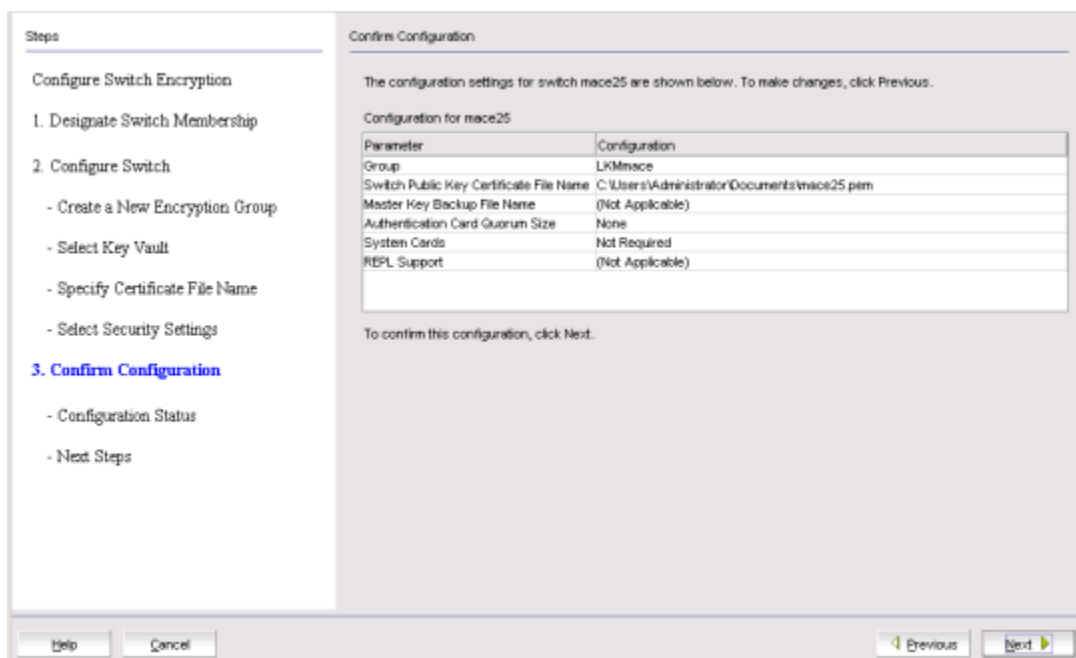 Steps
Configure Switch Encryption
1. Designate Switch Membership
2. Configure Switch
- Create a New Encryption Group
- Select Key Vault
- Specify Certificate File Name
- Select Security Settings
3. Confirm Configuration
- Configuration Status
- Next Steps
Confirm Configuration
The configuration settings for switch mace25 are shown below. To make changes, click Previous.
Configuration for mace25
Parameter Configuration
Group LKMmace
Switch Public Key Certificate File Name C:\Users\Administrator\Documents\mace25.pem
Master Key Backup File Name (Not Applicable)
Authentication Card Quorum Size None
System Cards Not Required
REPL Support (Not Applicable)
To confirm this configuration, click Next.
Help Cancel Previous Next